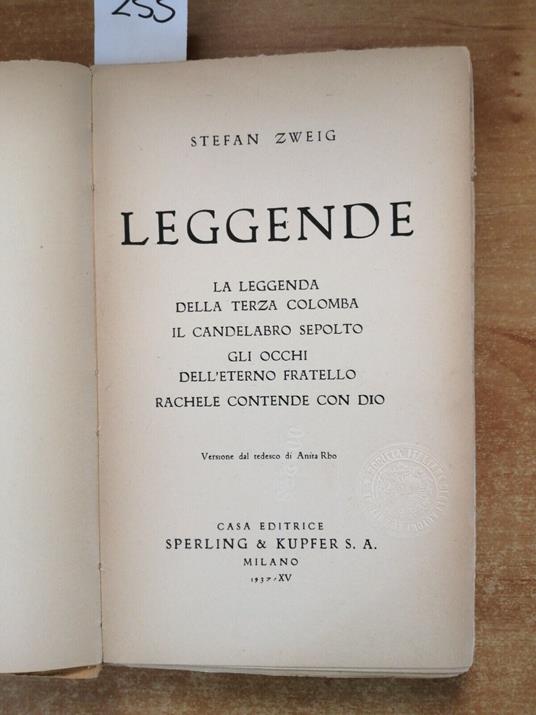 255
STEFAN ZWEIG
LEGGENDE
LA LEGGENDA
DELLA TERZA COLOMBA
IL CANDELABRO SEPOLTO
GLI OCCHI
DELL'ETERNO FRATELLO
RACHELE CONTENDE CON DIO
Versione dal tedesco di Anita Rho
CASA EDITRICE
SPERLING & KUPFER S. A.
MILANO
1937-XV